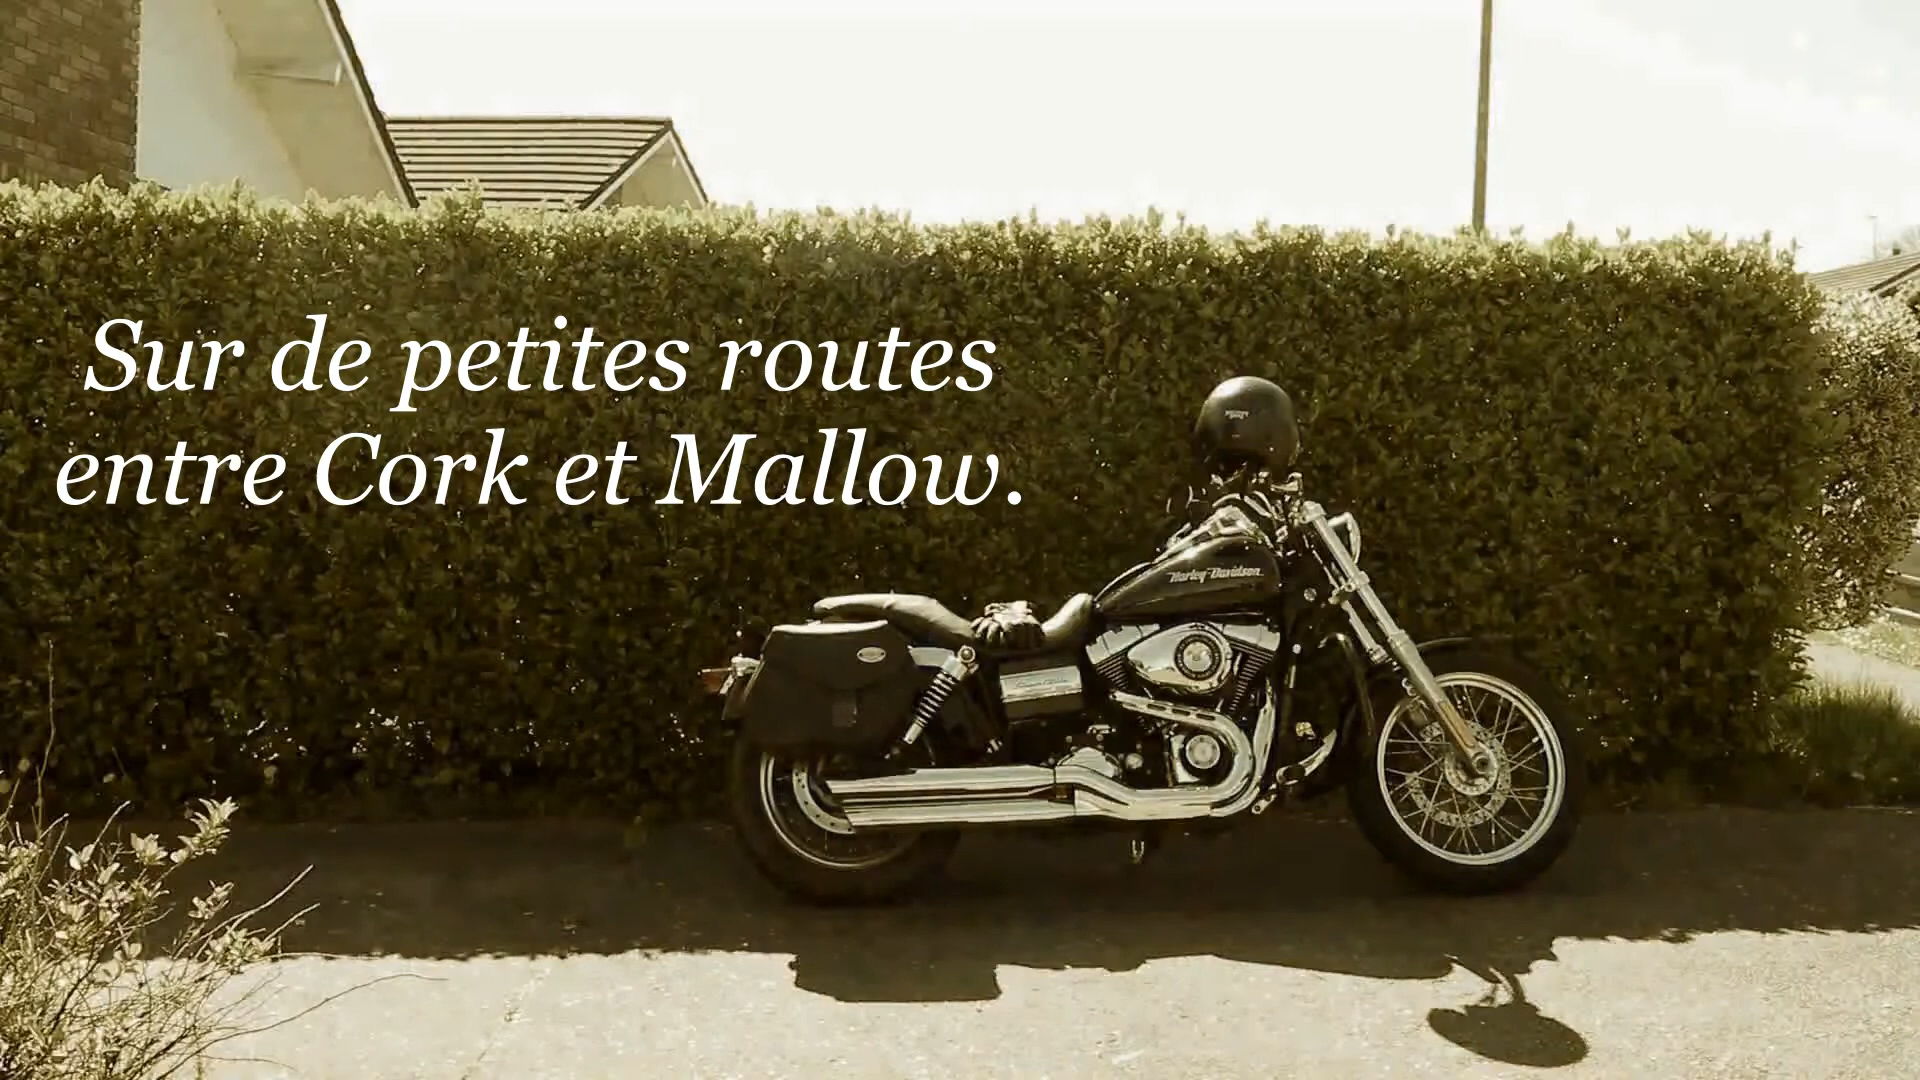 Sur de petites routes
entre Cork et Mallow.
Harley-Davidson